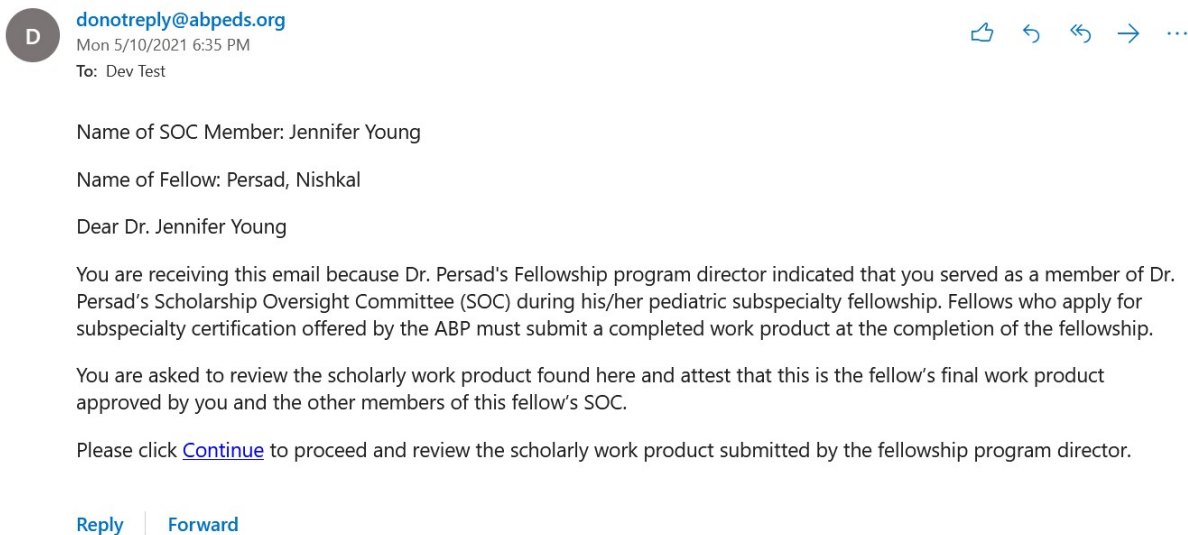 D
donotreply@abpeds.org
Mon 5/10/2021 6:35 PM
To: Dev Test
Name of SOC Member: Jennifer Young
Name of Fellow: Persad, Nishkal
Dear Dr. Jennifer Young
You are receiving this email because Dr. Persad's Fellowship program director indicated that you served as a member of Dr.
Persad’s Scholarship Oversight Committee (SOC) during his/her pediatric subspecialty fellowship. Fellows who apply for
subspecialty certification offered by the ABP must submit a completed work product at the completion of the fellowship.
You are asked to review the scholarly work product found here and attest that this is the fellow’s final work product
approved by you and the other members of this fellow’s SOC.
Please click Continue to proceed and review the scholarly work product submitted by the fellowship program director.
Reply Forward